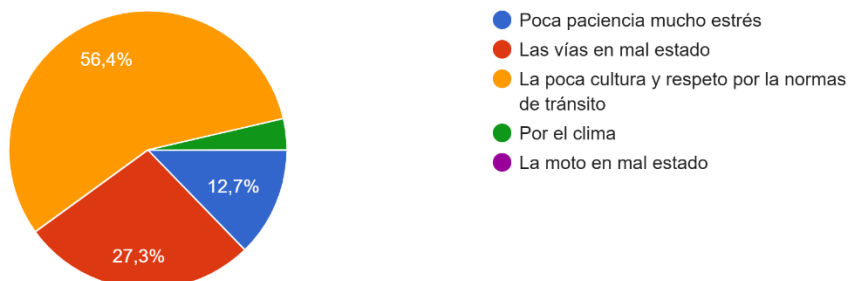 56,4%
12,7%
27,3%
Poca paciencia mucho estrés
Las vías en mal estado
La poca cultura y respeto por la normas
de tránsito
Por el clima
La moto en mal estado